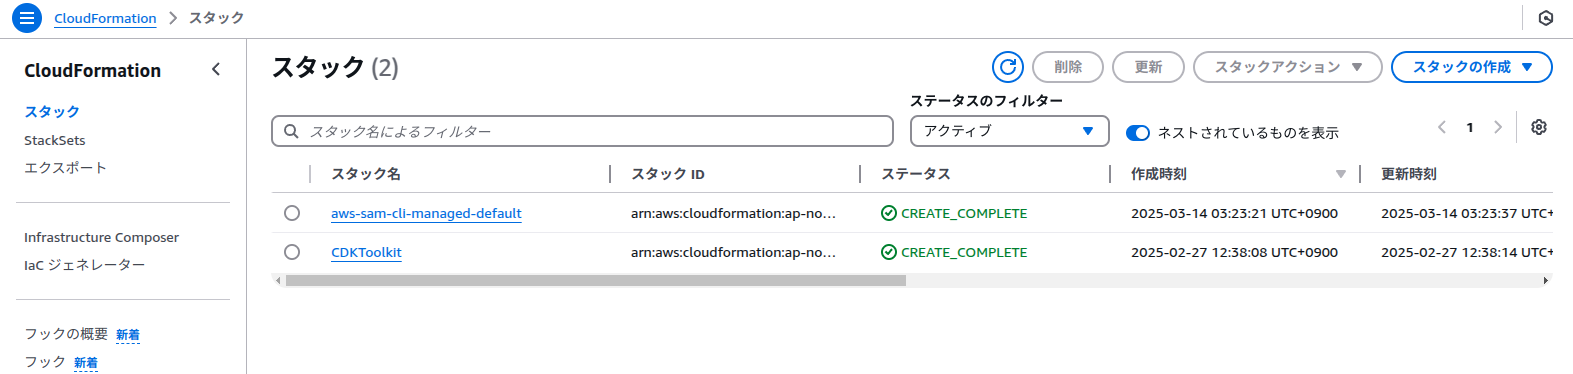 CloudFormation > スタック
CloudFormation
スタック
StackSets
エクスポート
Infrastructure Composer
IaC ジェネレーター
フックの概要 新着
フック 新着
スタック (2)
削除
更新
スタックアクション
スタックの作成
スタック名によるフィルター
ステータスのフィルター
アクティブ
ネストされているものを表示
1
スタック名 スタック ID ステータス 作成時刻 更新時刻
aws-sam-cli-managed-default arn:aws:cloudformation:ap-no… CREATE_COMPLETE 2025-03-14 03:23:21 UTC+0900 2025-03-14 03:23:37 UTC+
CDKToolkit arn:aws:cloudformation:ap-no… CREATE_COMPLETE 2025-02-27 12:38:08 UTC+0900 2025-02-27 12:38:14 UTC+